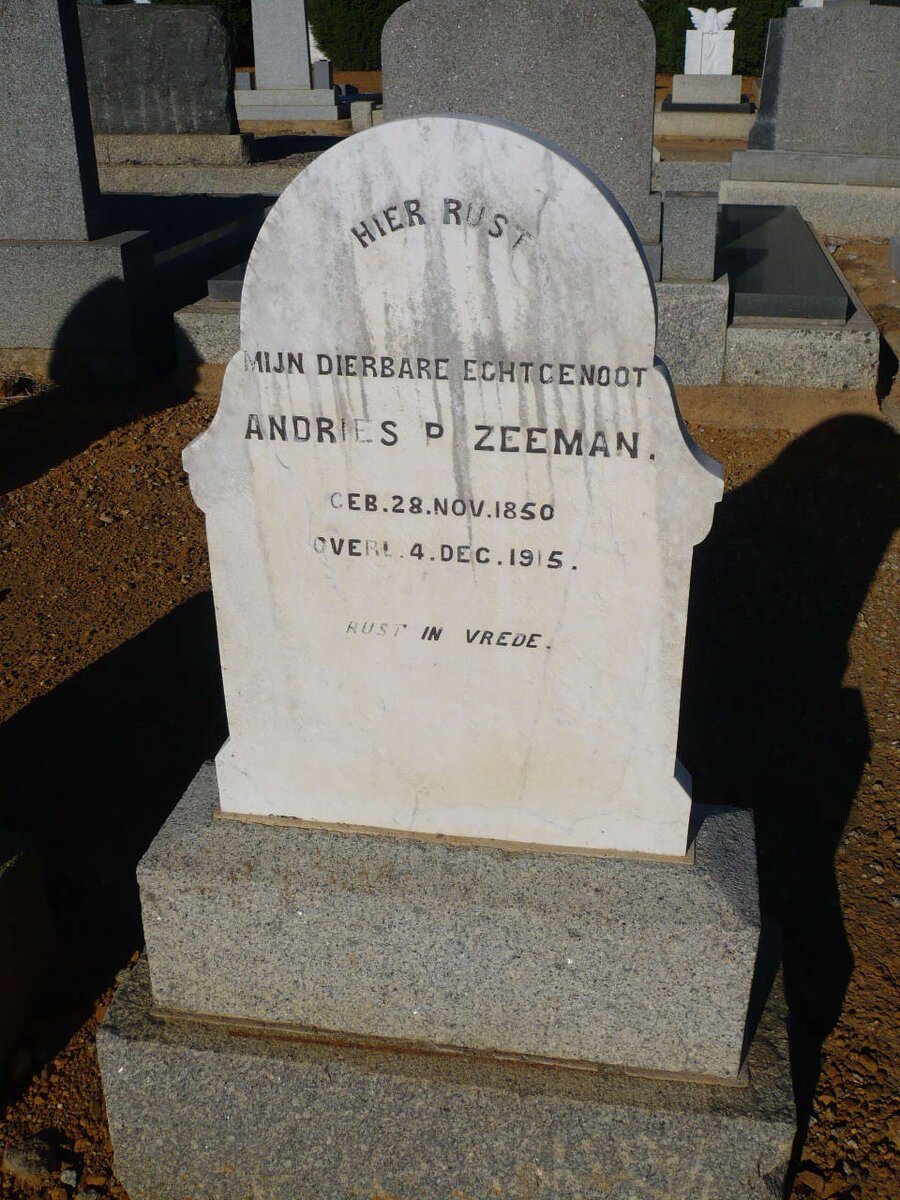 HIER RUST
MIJN DIERBARE ECHTGENOOT
ANDRIES P ZEEMAN.
GEB. 28. NOV. 1850
OVERL. 4. DEC. 1915.
RUST IN VREDE.